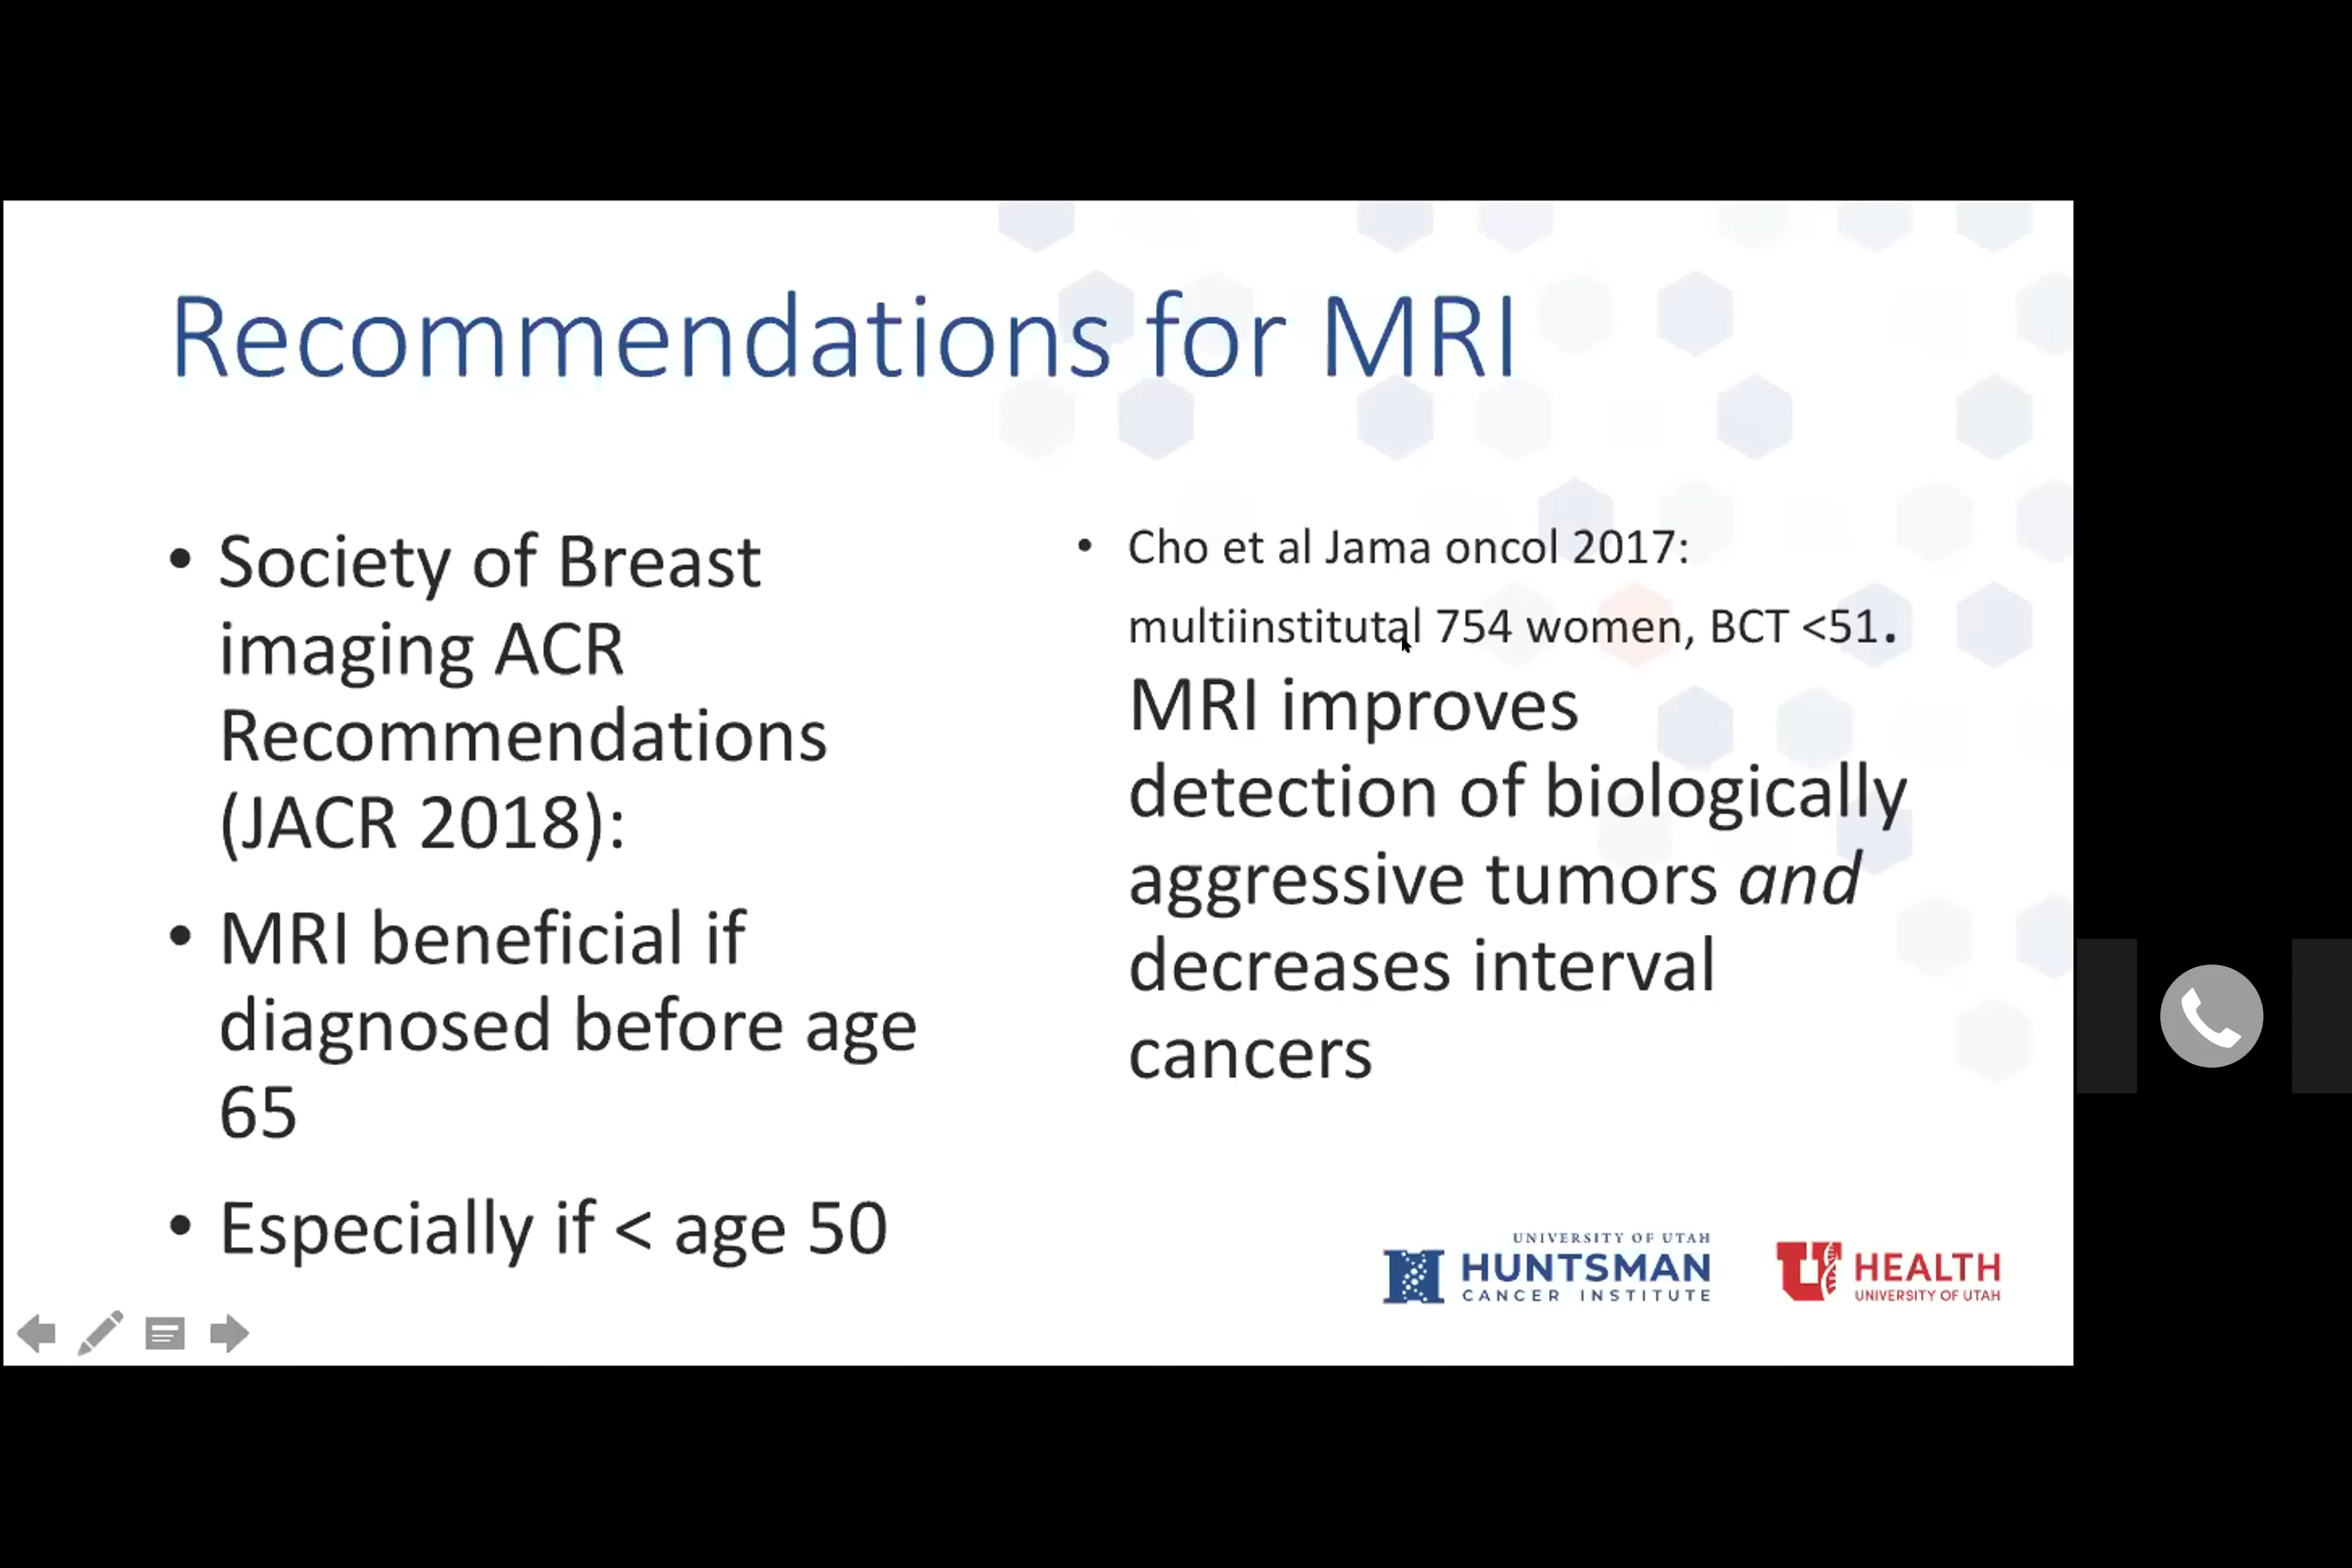 Recommendations for MRI
• Society of Breast
imaging ACR
Recommendations
(JACR 2018):
• MRI beneficial if
diagnosed before age
65
• Especially if < age 50
• Cho et al Jama oncol 2017:
multiinstitutal 754 women, BCT <51.
MRI improves
detection of biologically
aggressive tumors and
decreases interval
cancers
UNIVERSITY OF UTAH
HUNTSMAN
CANCER INSTITUTE
U HEALTH
UNIVERSITY OF UTAH